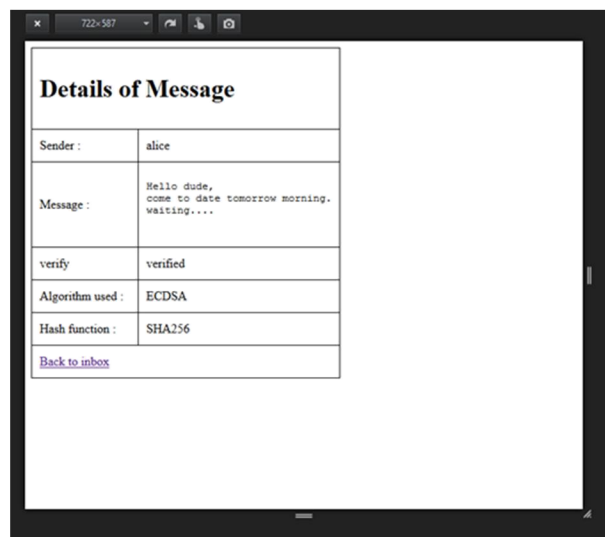 × 722×587
Details of Message
Sender : alice
Message : Hello dude,
come to date tomorrow morning.
waiting....
verify verified
Algorithm used : ECDSA
Hash function : SHA256
Back to inbox